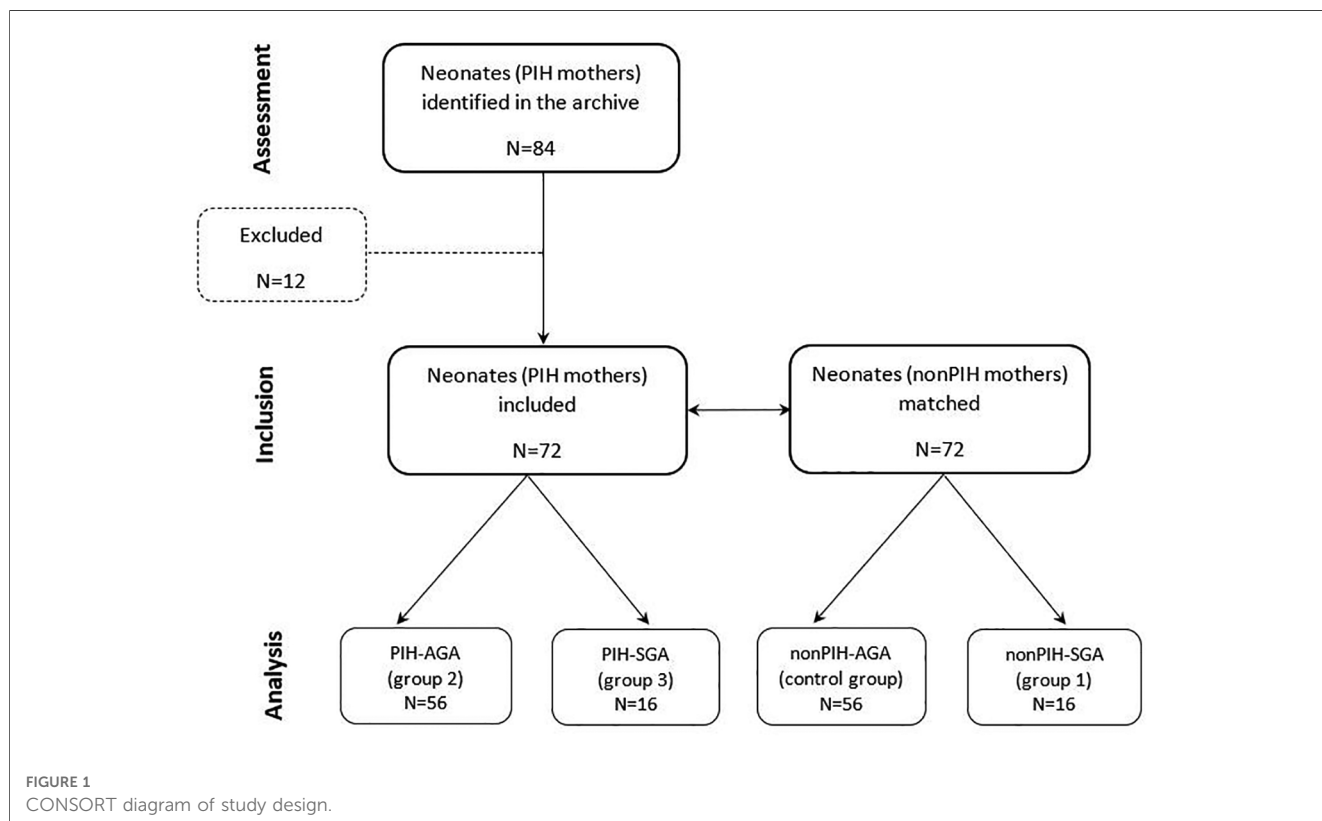 Assessment
Neonates (PIH mothers)
identified in the archive
N=84
Excluded
N=12
Inclusion
Neonates (PIH mothers)
included
N=72
Neonates (nonPIH mothers)
matched
N=72
Analysis
PIH-AGA
(group 2)
N=56
PIH-SGA
(group 3)
N=16
nonPIH-AGA
(control group)
N=56
nonPIH-SGA
(group 1)
N=16
FIGURE 1
CONSORT diagram of study design.